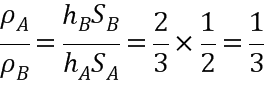 ρ_A/ρ_B = h_B S_B/h_A S_A = 2/3 × 1/2 = 1/3